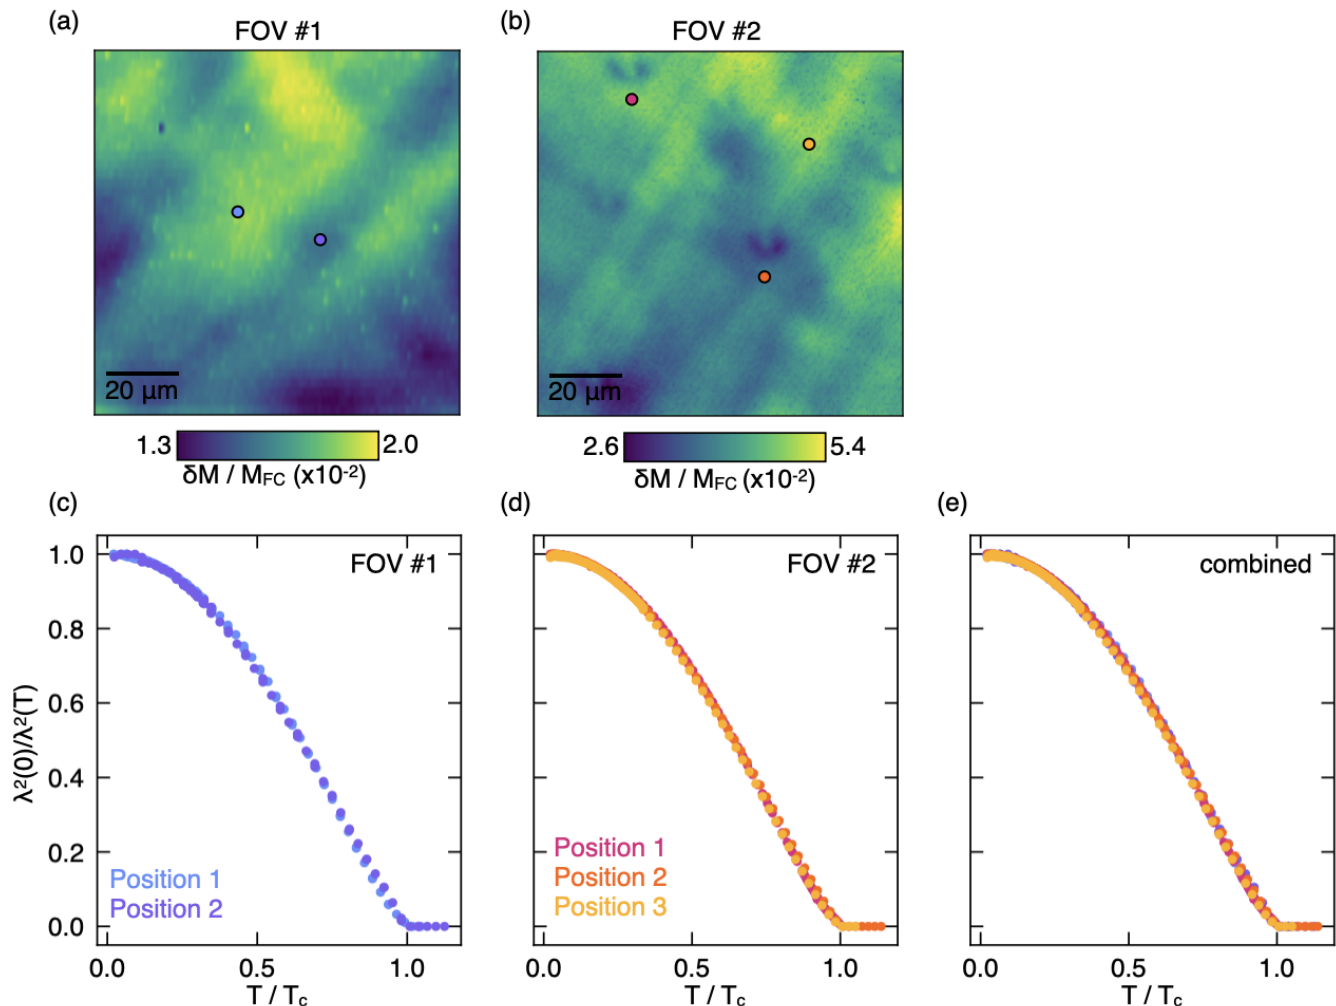 (a)
FOV #1
(b)
FOV #2
20 µm
20 µm
1.3
2.0
δM / MFC (x10⁻²)
2.6
5.4
δM / MFC (x10⁻²)
(c)
(d)
(e)
λ²(0)/λ²(T)
1.0
0.8
0.6
0.4
0.2
0.0
FOV #1
Position 1
Position 2
0.0
0.5
1.0
T / Tc
FOV #2
Position 1
Position 2
Position 3
0.0
0.5
1.0
T / Tc
combined
0.0
0.5
1.0
T / Tc